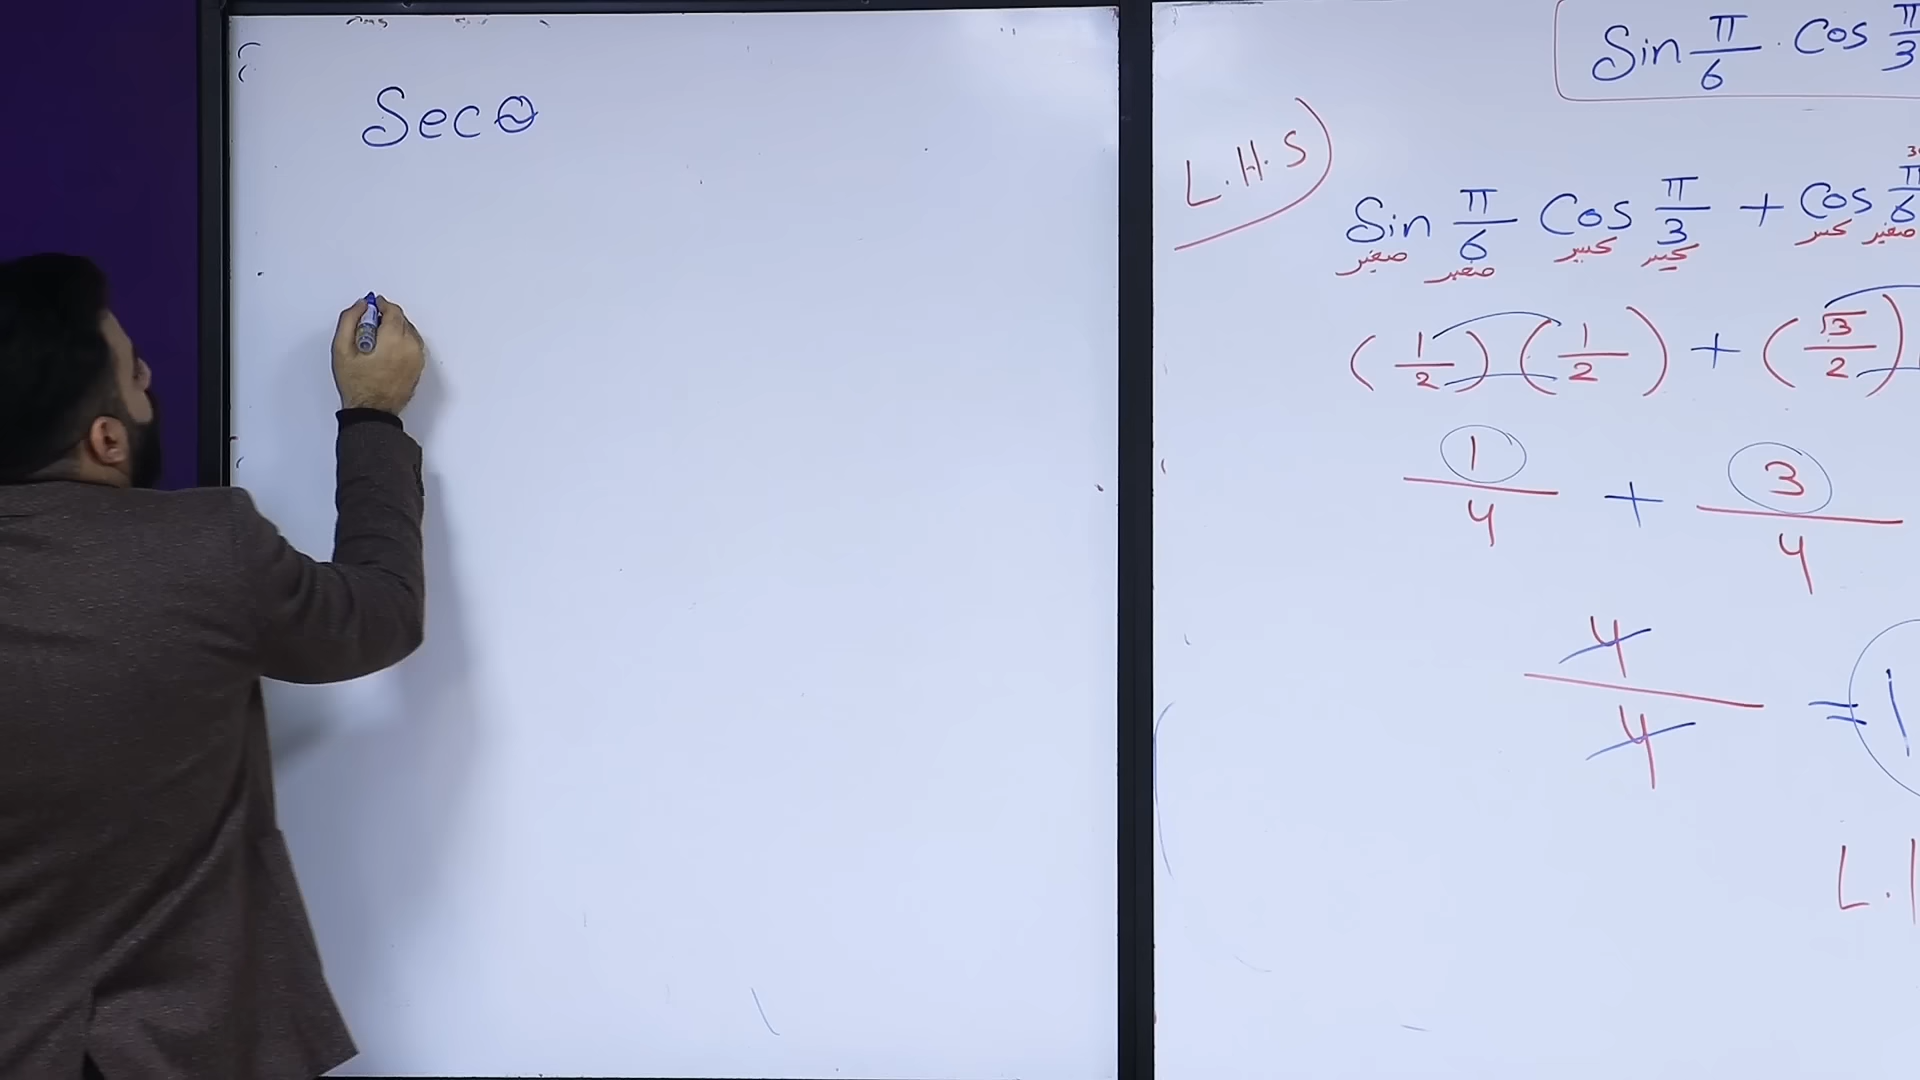 Sec θ
Sin π/6 . Cos π/3
L.H.S
Sin π/6 Cos π/3 + Cos π/6
صغير صغير كبير كبير كبير صغير
(1/2) (1/2) + (√3/2)
1/4 + 3/4
4/4 = 1
L.